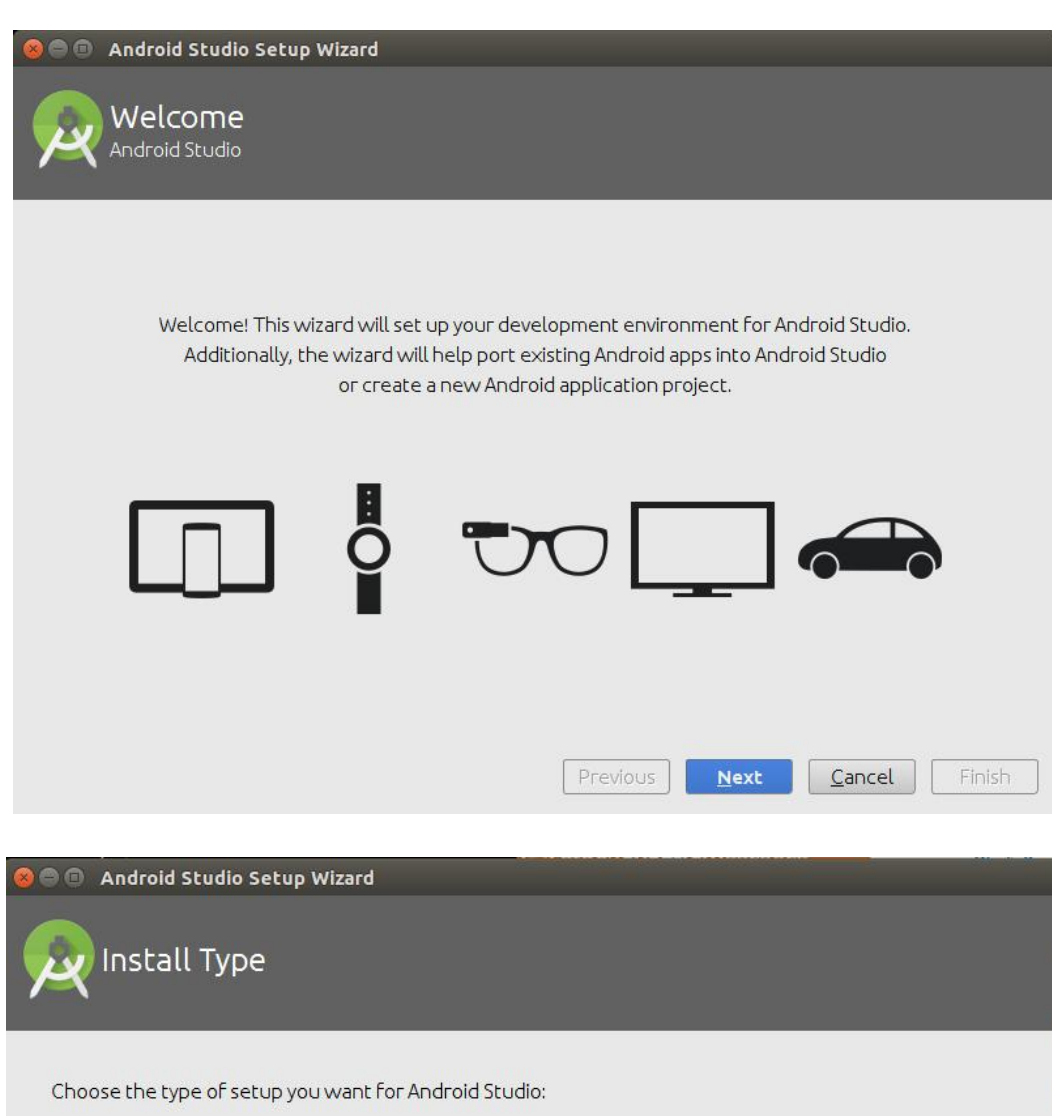 Android Studio Setup Wizard
Welcome
Android Studio
Welcome! This wizard will set up your development environment for Android Studio.
Additionally, the wizard will help port existing Android apps into Android Studio
or create a new Android application project.
Previous Next Cancel Finish
Android Studio Setup Wizard
Install Type
Choose the type of setup you want for Android Studio: